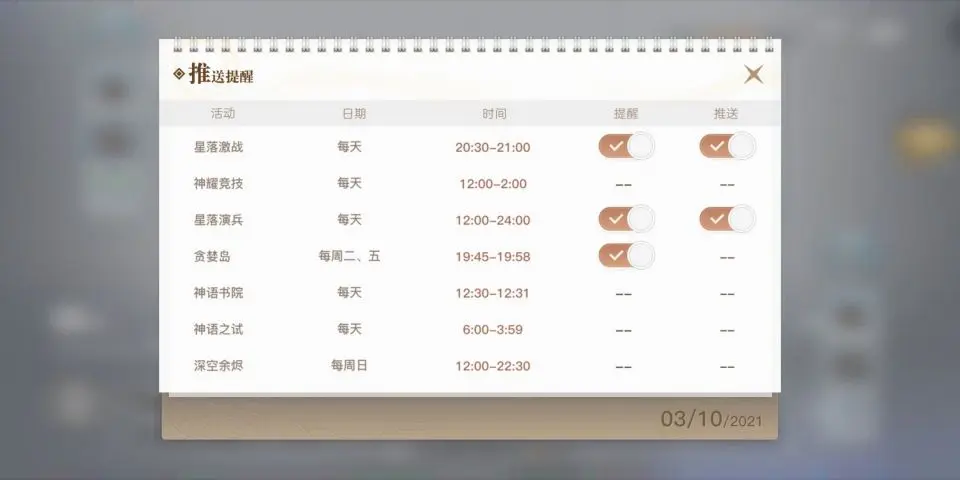 推送提醒
活动 日期 时间 提醒 推送
星落激战 每天 20:30-21:00
神耀竞技 每天 12:00-2:00 -- --
星落演兵 每天 12:00-24:00
贪婪岛 每周二、五 19:45-19:58 --
神语书院 每天 12:30-12:31 -- --
神语之试 每天 6:00-3:59 -- --
深空余烬 每周日 12:00-22:30 -- --
03/10/2021